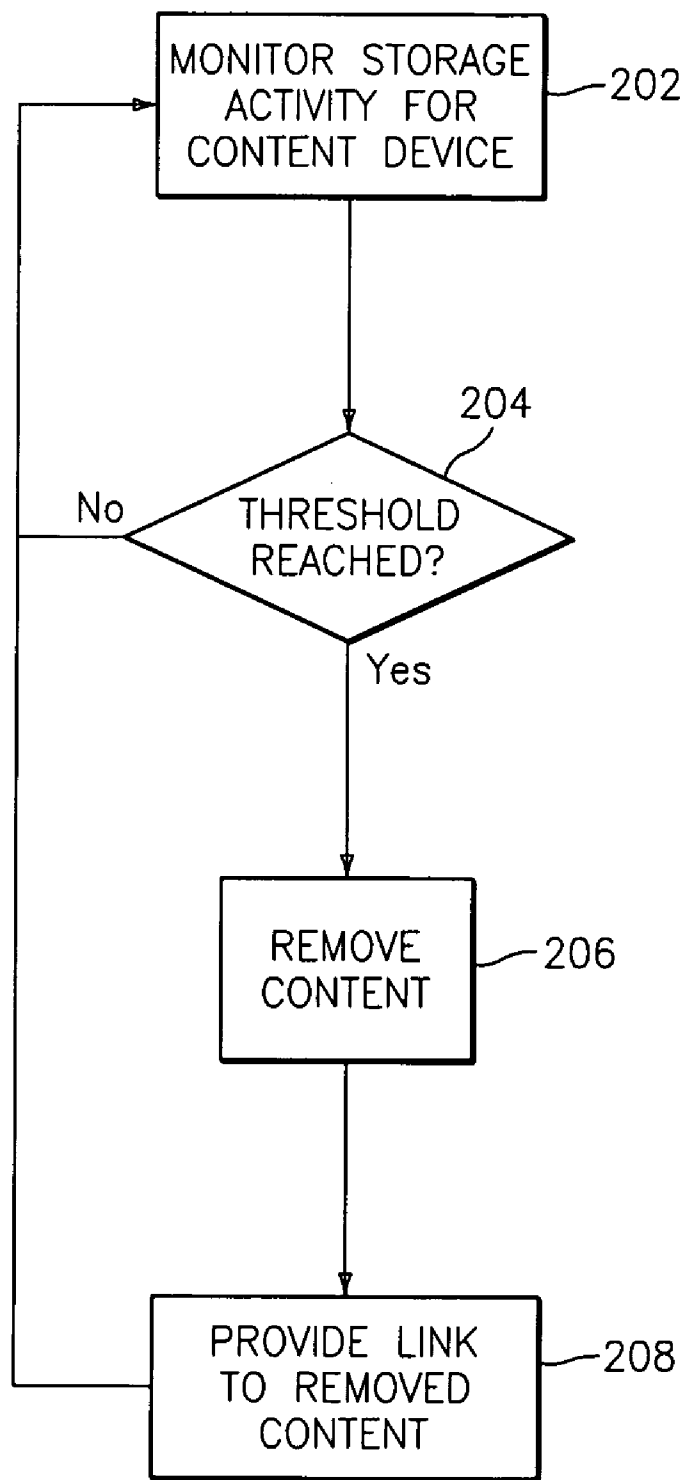 MONITOR STORAGE
ACTIVITY FOR
CONTENT DEVICE
202
204
THRESHOLD
REACHED?
No
Yes
REMOVE
CONTENT
206
PROVIDE LINK
TO REMOVED
CONTENT
208